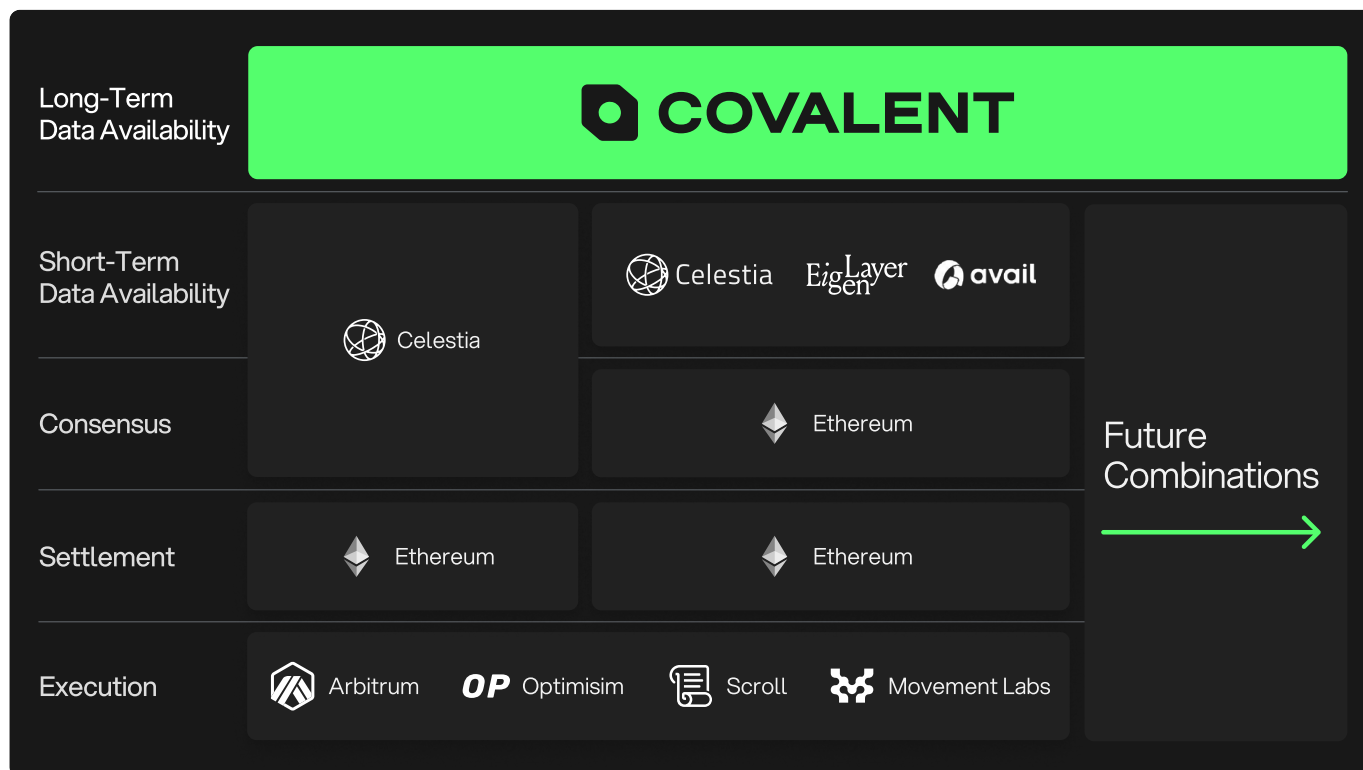 Long-Term
Data Availability
COVALENT
Short-Term
Data Availability
Celestia
Celestia
EigenLayer
avail
Consensus
Ethereum
Future
Combinations
Settlement
Ethereum
Ethereum
Execution
Arbitrum
OP Optimisim
Scroll
Movement Labs